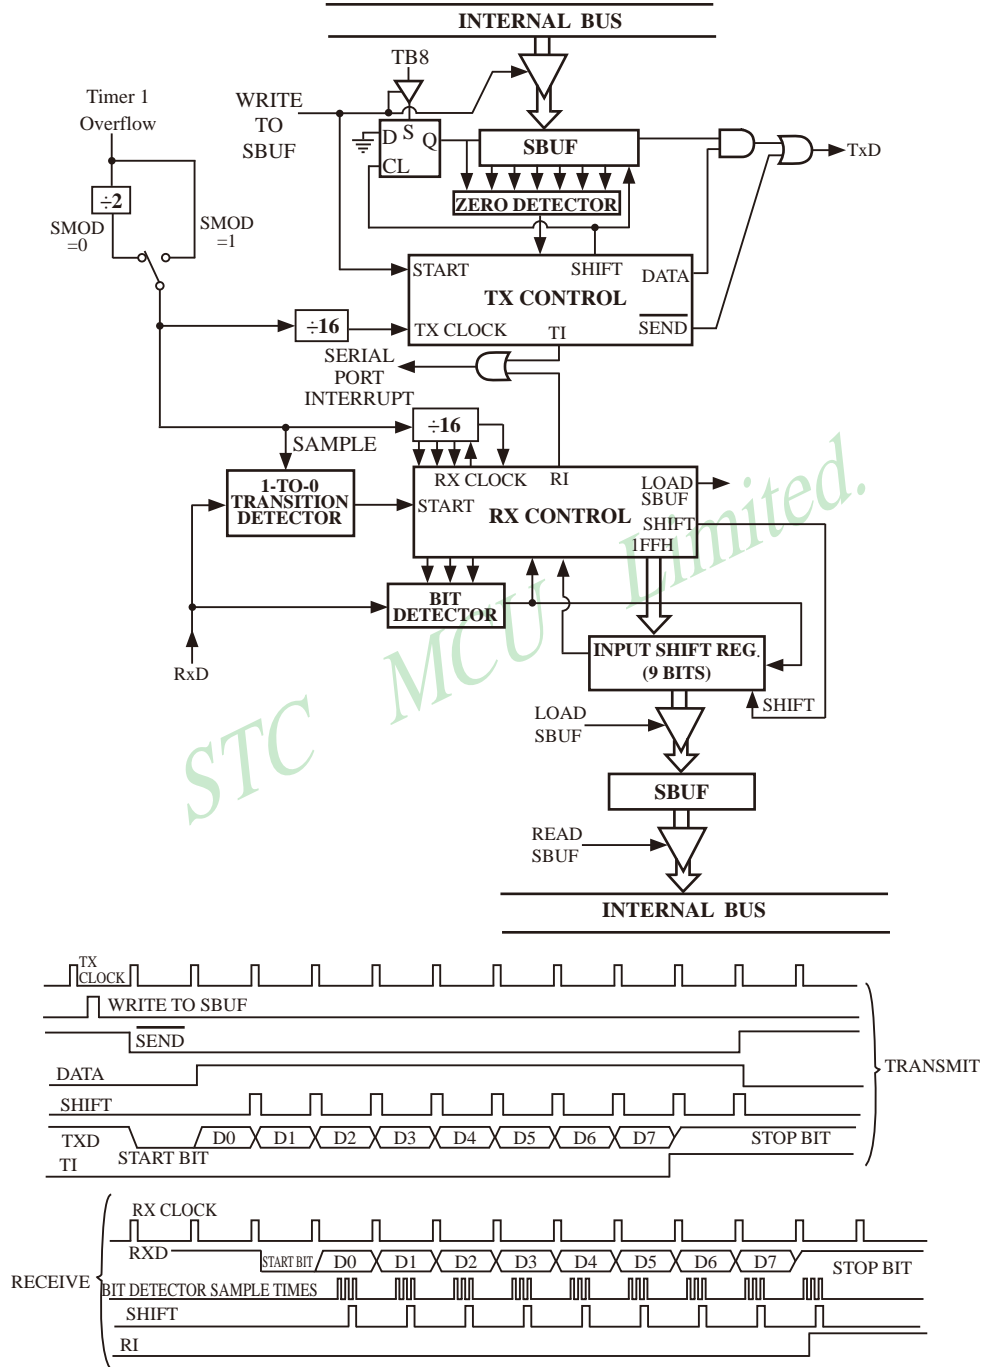 INTERNAL BUS
TB8
Timer 1
Overflow
WRITE
TO
SBUF
D
S
Q
CL
SBUF
TxD
÷2
ZERO DETECTOR
SMOD
=0
SMOD
=1
START
SHIFT
DATA
TX CONTROL
÷16
TX CLOCK
TI
SEND
SERIAL
PORT
INTERRUPT
÷16
SAMPLE
1-TO-0
TRANSITION
DETECTOR
RX CLOCK
RI
LOAD
SBUF
START
RX CONTROL
SHIFT
1FFH
BIT
DETECTOR
RxD
INPUT SHIFT REG.
(9 BITS)
SHIFT
LOAD
SBUF
SBUF
READ
SBUF
INTERNAL BUS
STC MCU Limited.
TX
CLOCK
WRITE TO SBUF
SEND
DATA
TRANSMIT
SHIFT
TXD
START BIT
D0 D1 D2 D3 D4 D5 D6 D7
STOP BIT
TI
RX CLOCK
RXD
START BIT
D0 D1 D2 D3 D4 D5 D6 D7
STOP BIT
RECEIVE
BIT DETECTOR SAMPLE TIMES
SHIFT
RI